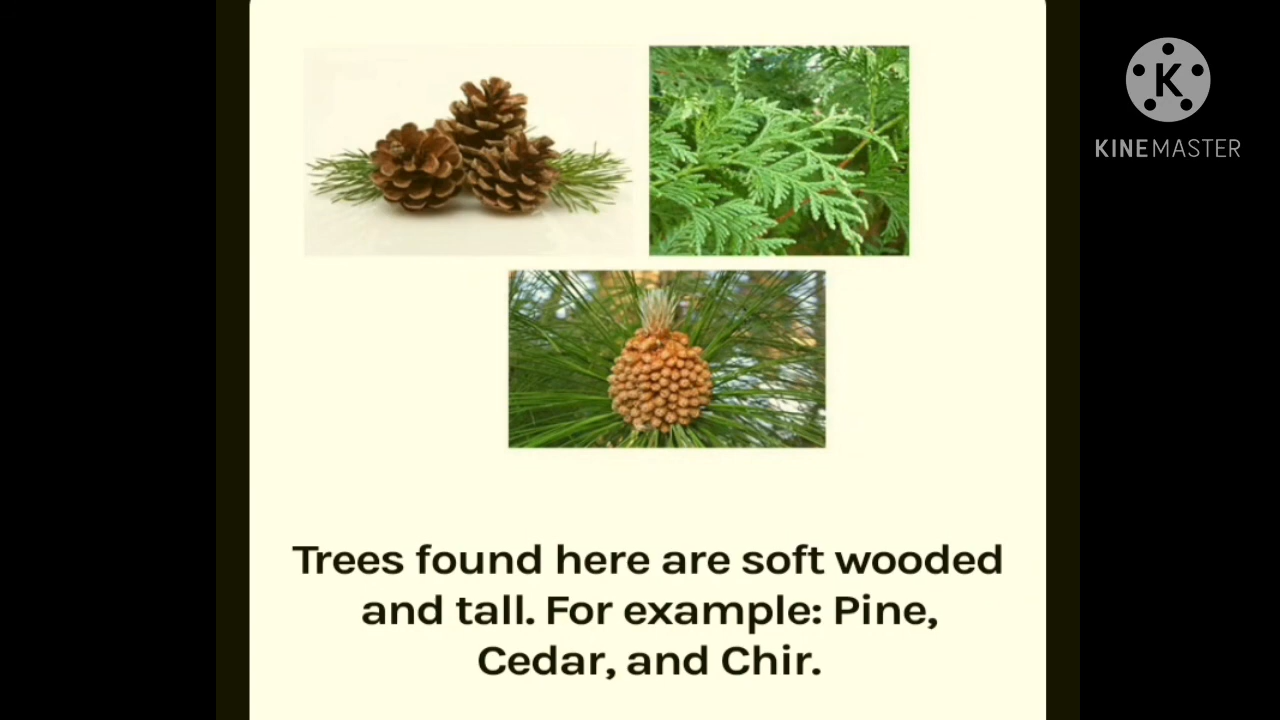 K
KINEMASTER
Trees found here are soft wooded
and tall. For example: Pine,
Cedar, and Chir.